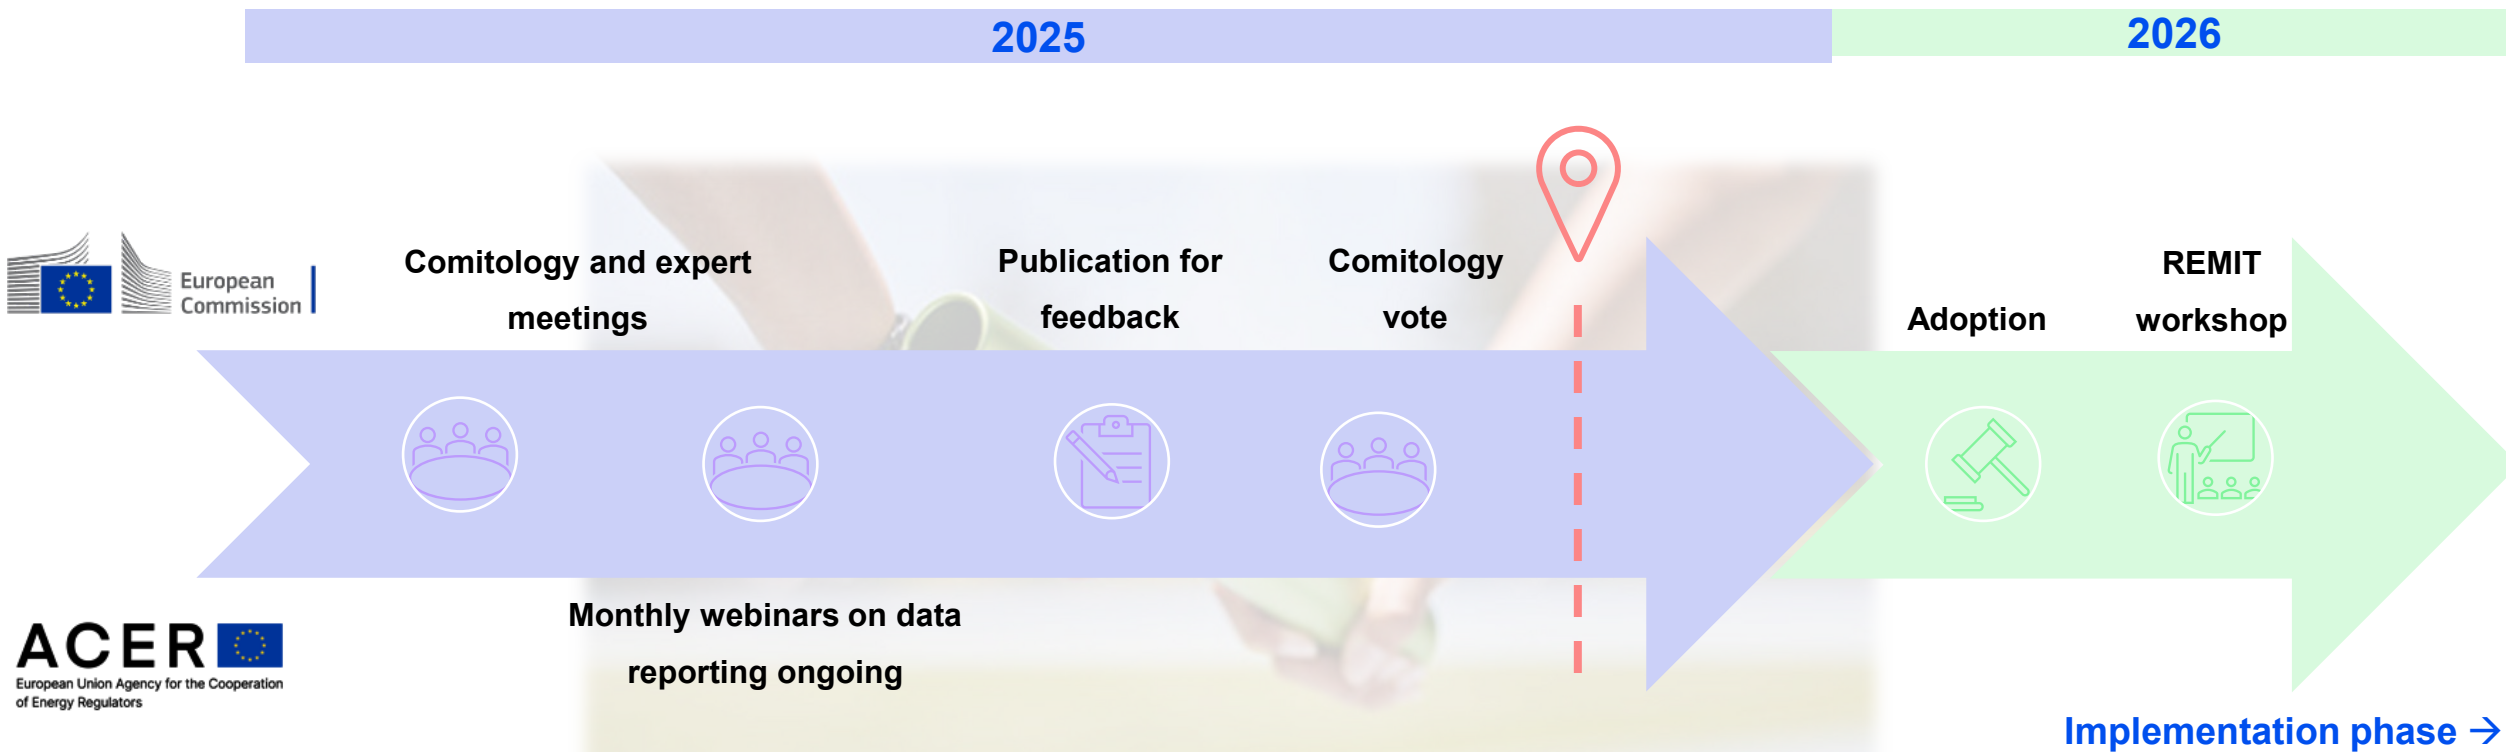 2025
2026
European
Commission
Comitology and expert
meetings
Publication for
feedback
Comitology
vote
Adoption
REMIT
workshop
Monthly webinars on data
reporting ongoing
ACER
European Union Agency for the Cooperation
of Energy Regulators
Implementation phase →